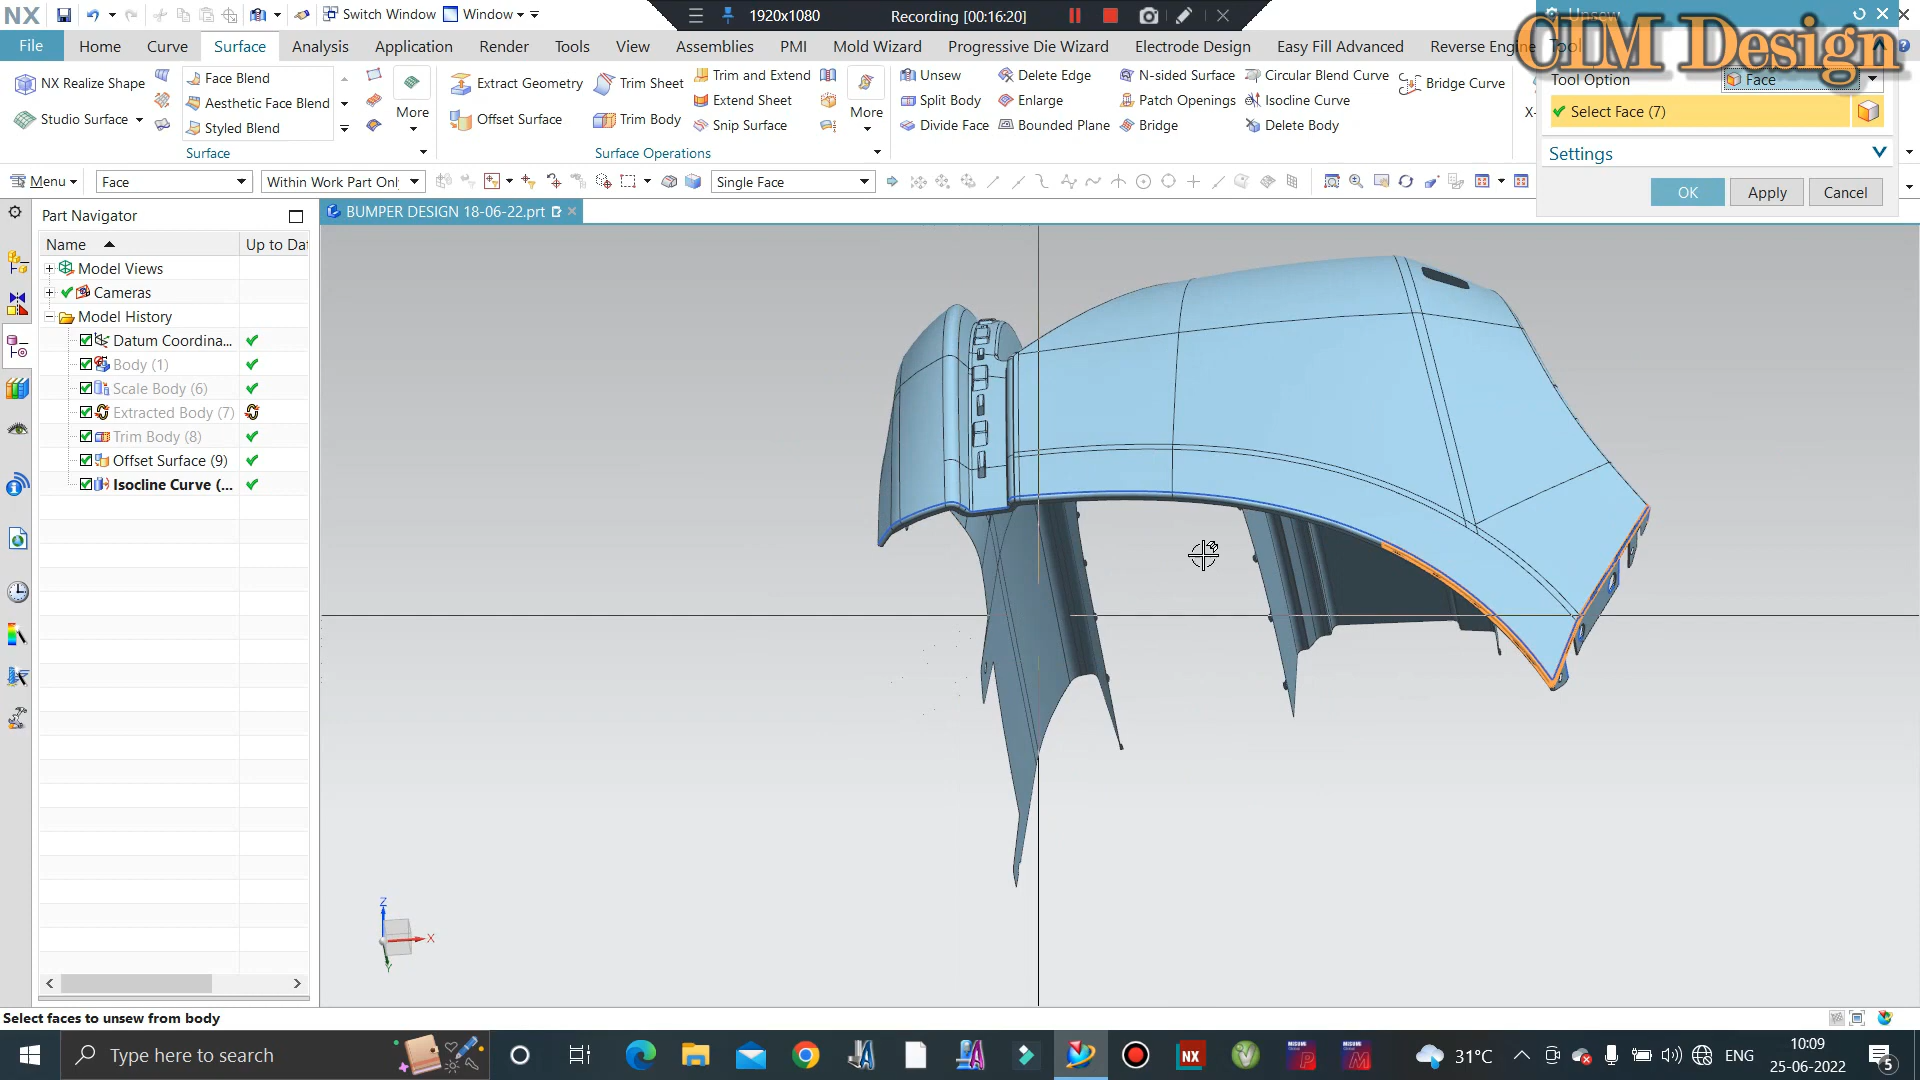 NX
Switch Window
Window
1920x1080
Recording [00:16:20]
Unsew
CIM Design
File
Home
Curve
Surface
Analysis
Application
Render
Tools
View
Assemblies
PMI
Mold Wizard
Progressive Die Wizard
Electrode Design
Easy Fill Advanced
Reverse Engine
Tool
NX Realize Shape
Studio Surface
Face Blend
Aesthetic Face Blend
Styled Blend
More
Extract Geometry
Offset Surface
Trim Sheet
Trim Body
Trim and Extend
Extend Sheet
Snip Surface
More
Unsew
Split Body
Divide Face
Delete Edge
Enlarge
Bounded Plane
N-sided Surface
Patch Openings
Bridge
Circular Blend Curve
Isocline Curve
Delete Body
Bridge Curve
X-
Surface
Surface Operations
Tool Option
Face
Select Face (7)
Settings
OK
Apply
Cancel
Menu
Face
Within Work Part Onl
Single Face
Part Navigator
BUMPER DESIGN 18-06-22.prt
Name
Up to Dat
Model Views
Cameras
Model History
Datum Coordina...
Body (1)
Scale Body (6)
Extracted Body (7)
Trim Body (8)
Offset Surface (9)
Isocline Curve (...
Z
X
Y
Select faces to unsew from body
Type here to search
NX
31°C
ENG
10:09
25-06-2022
5